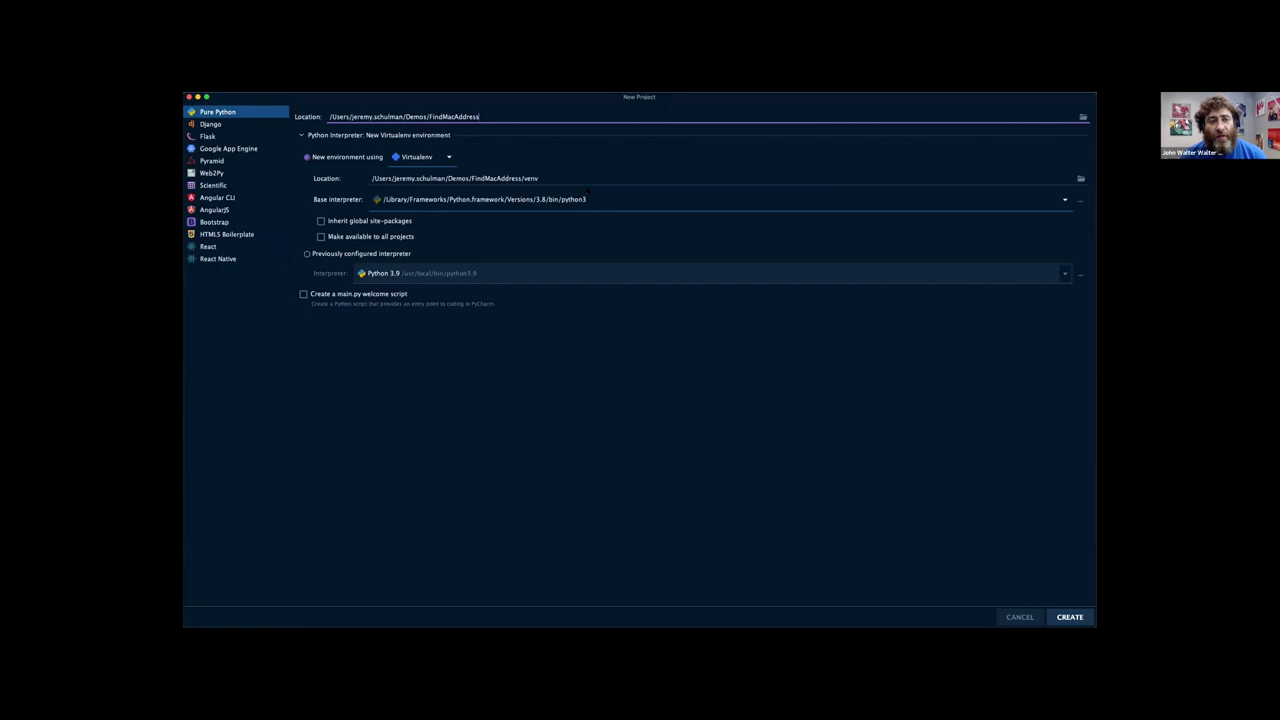 New Project
Pure Python
Django
Flask
Google App Engine
Pyramid
Web2Py
Scientific
Angular CLI
AngularJS
Bootstrap
HTML5 Boilerplate
React
React Native
Location: /Users/jeremy.schulman/Demos/FindMacAddress
Python Interpreter: New Virtualenv environment
New environment using Virtualenv
Location: /Users/jeremy.schulman/Demos/FindMacAddress/venv
Base interpreter: /Library/Frameworks/Python.framework/Versions/3.8/bin/python3
Inherit global site-packages
Make available to all projects
Previously configured interpreter
Interpreter: Python 3.9 /usr/local/bin/python3.9
Create a main.py welcome script
Create a Python script that provides an entry point to coding in PyCharm.
CANCEL CREATE
John Walter Walter ...